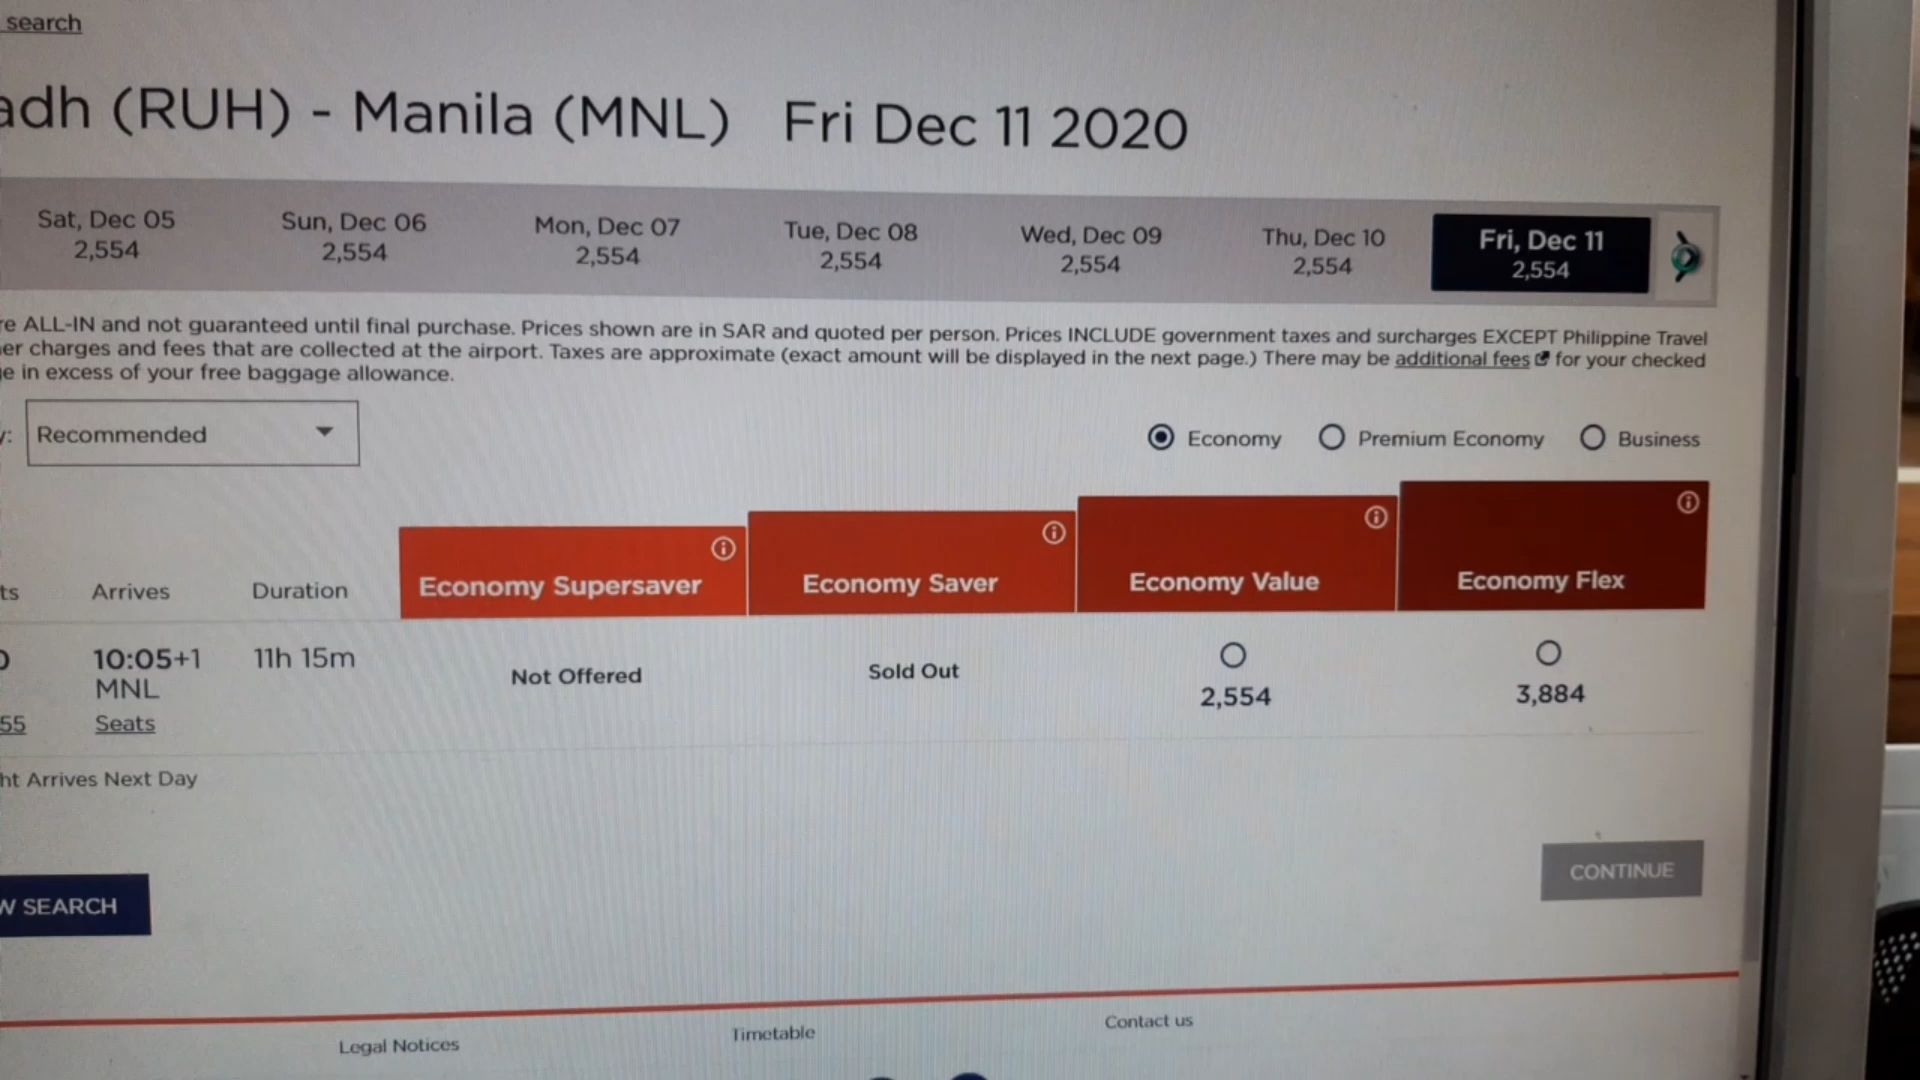 search
adh (RUH) - Manila (MNL) Fri Dec 11 2020
Sat, Dec 05 Sun, Dec 06 Mon, Dec 07 Tue, Dec 08 Wed, Dec 09 Thu, Dec 10 Fri, Dec 11
2,554 2,554 2,554 2,554 2,554 2,554 2,554
re ALL-IN and not guaranteed until final purchase. Prices shown are in SAR and quoted per person. Prices INCLUDE government taxes and surcharges EXCEPT Philippine Travel
er charges and fees that are collected at the airport. Taxes are approximate (exact amount will be displayed in the next page.) There may be additional fees for your checked
e in excess of your free baggage allowance.
y: Recommended Economy Premium Economy Business
ts Arrives Duration Economy Supersaver Economy Saver Economy Value Economy Flex
10:05+1 11h 15m Not Offered Sold Out 2,554 3,884
MNL
55 Seats
ht Arrives Next Day
CONTINUE
W SEARCH
Legal Notices Timetable Contact us